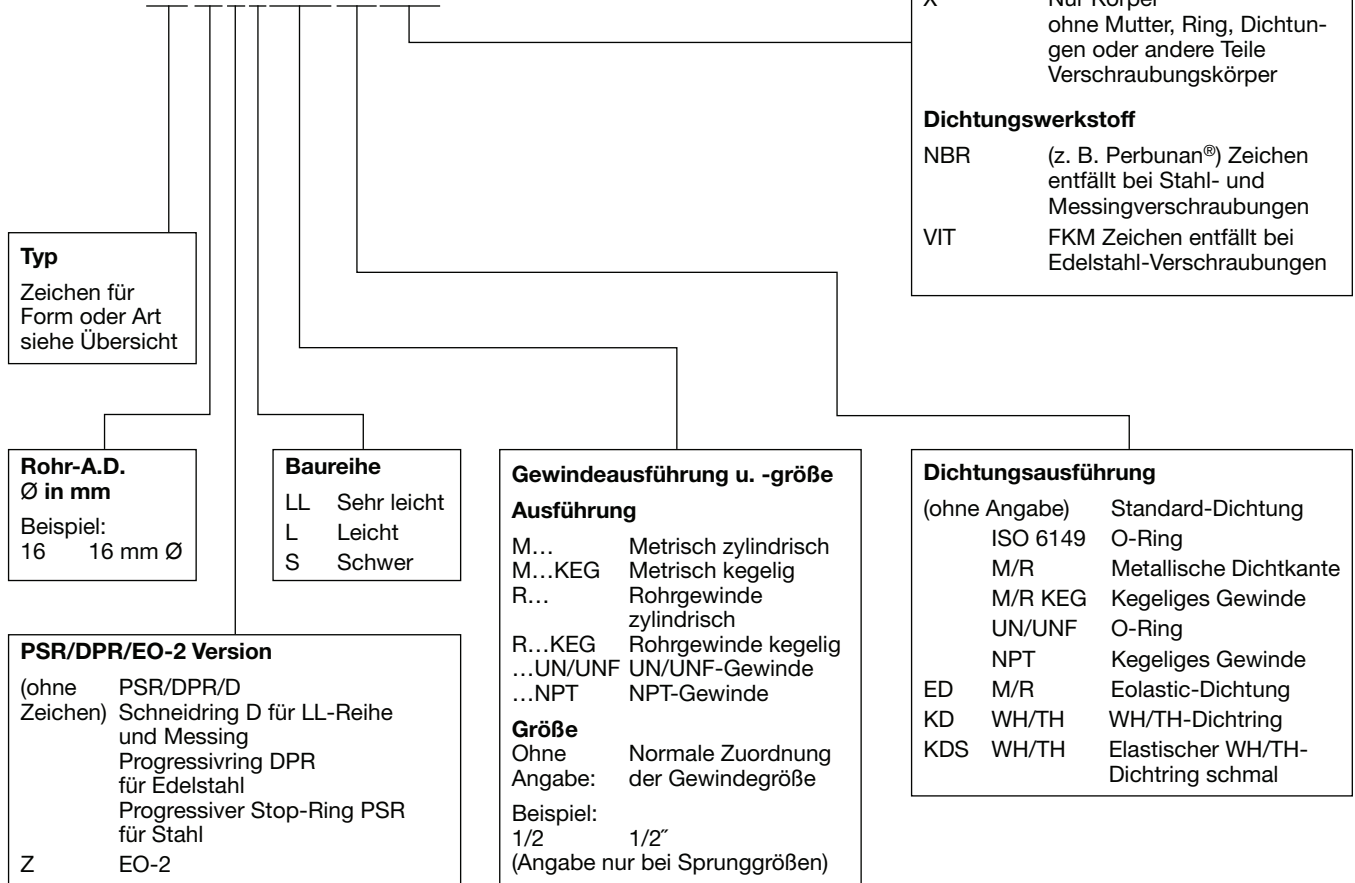 X Nur Körper
ohne Mutter, Ring, Dichtun-
gen oder andere Teile
Verschraubungskörper
Dichtungswerkstoff
NBR (z. B. Perbunan®) Zeichen
entfällt bei Stahl- und
Messingverschraubungen
VIT FKM Zeichen entfällt bei
Edelstahl-Verschraubungen
Typ
Zeichen für
Form oder Art
siehe Übersicht
Rohr-A.D.
Ø in mm
Beispiel:
16 16 mm Ø
Baureihe
LL Sehr leicht
L Leicht
S Schwer
PSR/DPR/EO-2 Version
(ohne PSR/DPR/D
Zeichen) Schneidring D für LL-Reihe
und Messing
Progressivring DPR
für Edelstahl
Progressiver Stop-Ring PSR
für Stahl
Z EO-2
Gewindeausführung u. -größe
Ausführung
M… Metrisch zylindrisch
M…KEG Metrisch kegelig
R… Rohrgewinde
zylindrisch
R…KEG Rohrgewinde kegelig
…UN/UNF UN/UNF-Gewinde
…NPT NPT-Gewinde
Größe
Ohne Normale Zuordnung
Angabe: der Gewindegröße
Beispiel:
1/2 1/2˝
(Angabe nur bei Sprunggrößen)
Dichtungsausführung
(ohne Angabe) Standard-Dichtung
ISO 6149 O-Ring
M/R Metallische Dichtkante
M/R KEG Kegeliges Gewinde
UN/UNF O-Ring
NPT Kegeliges Gewinde
ED M/R Eolastic-Dichtung
KD WH/TH WH/TH-Dichtring
KDS WH/TH Elastischer WH/TH-
Dichtring schmal